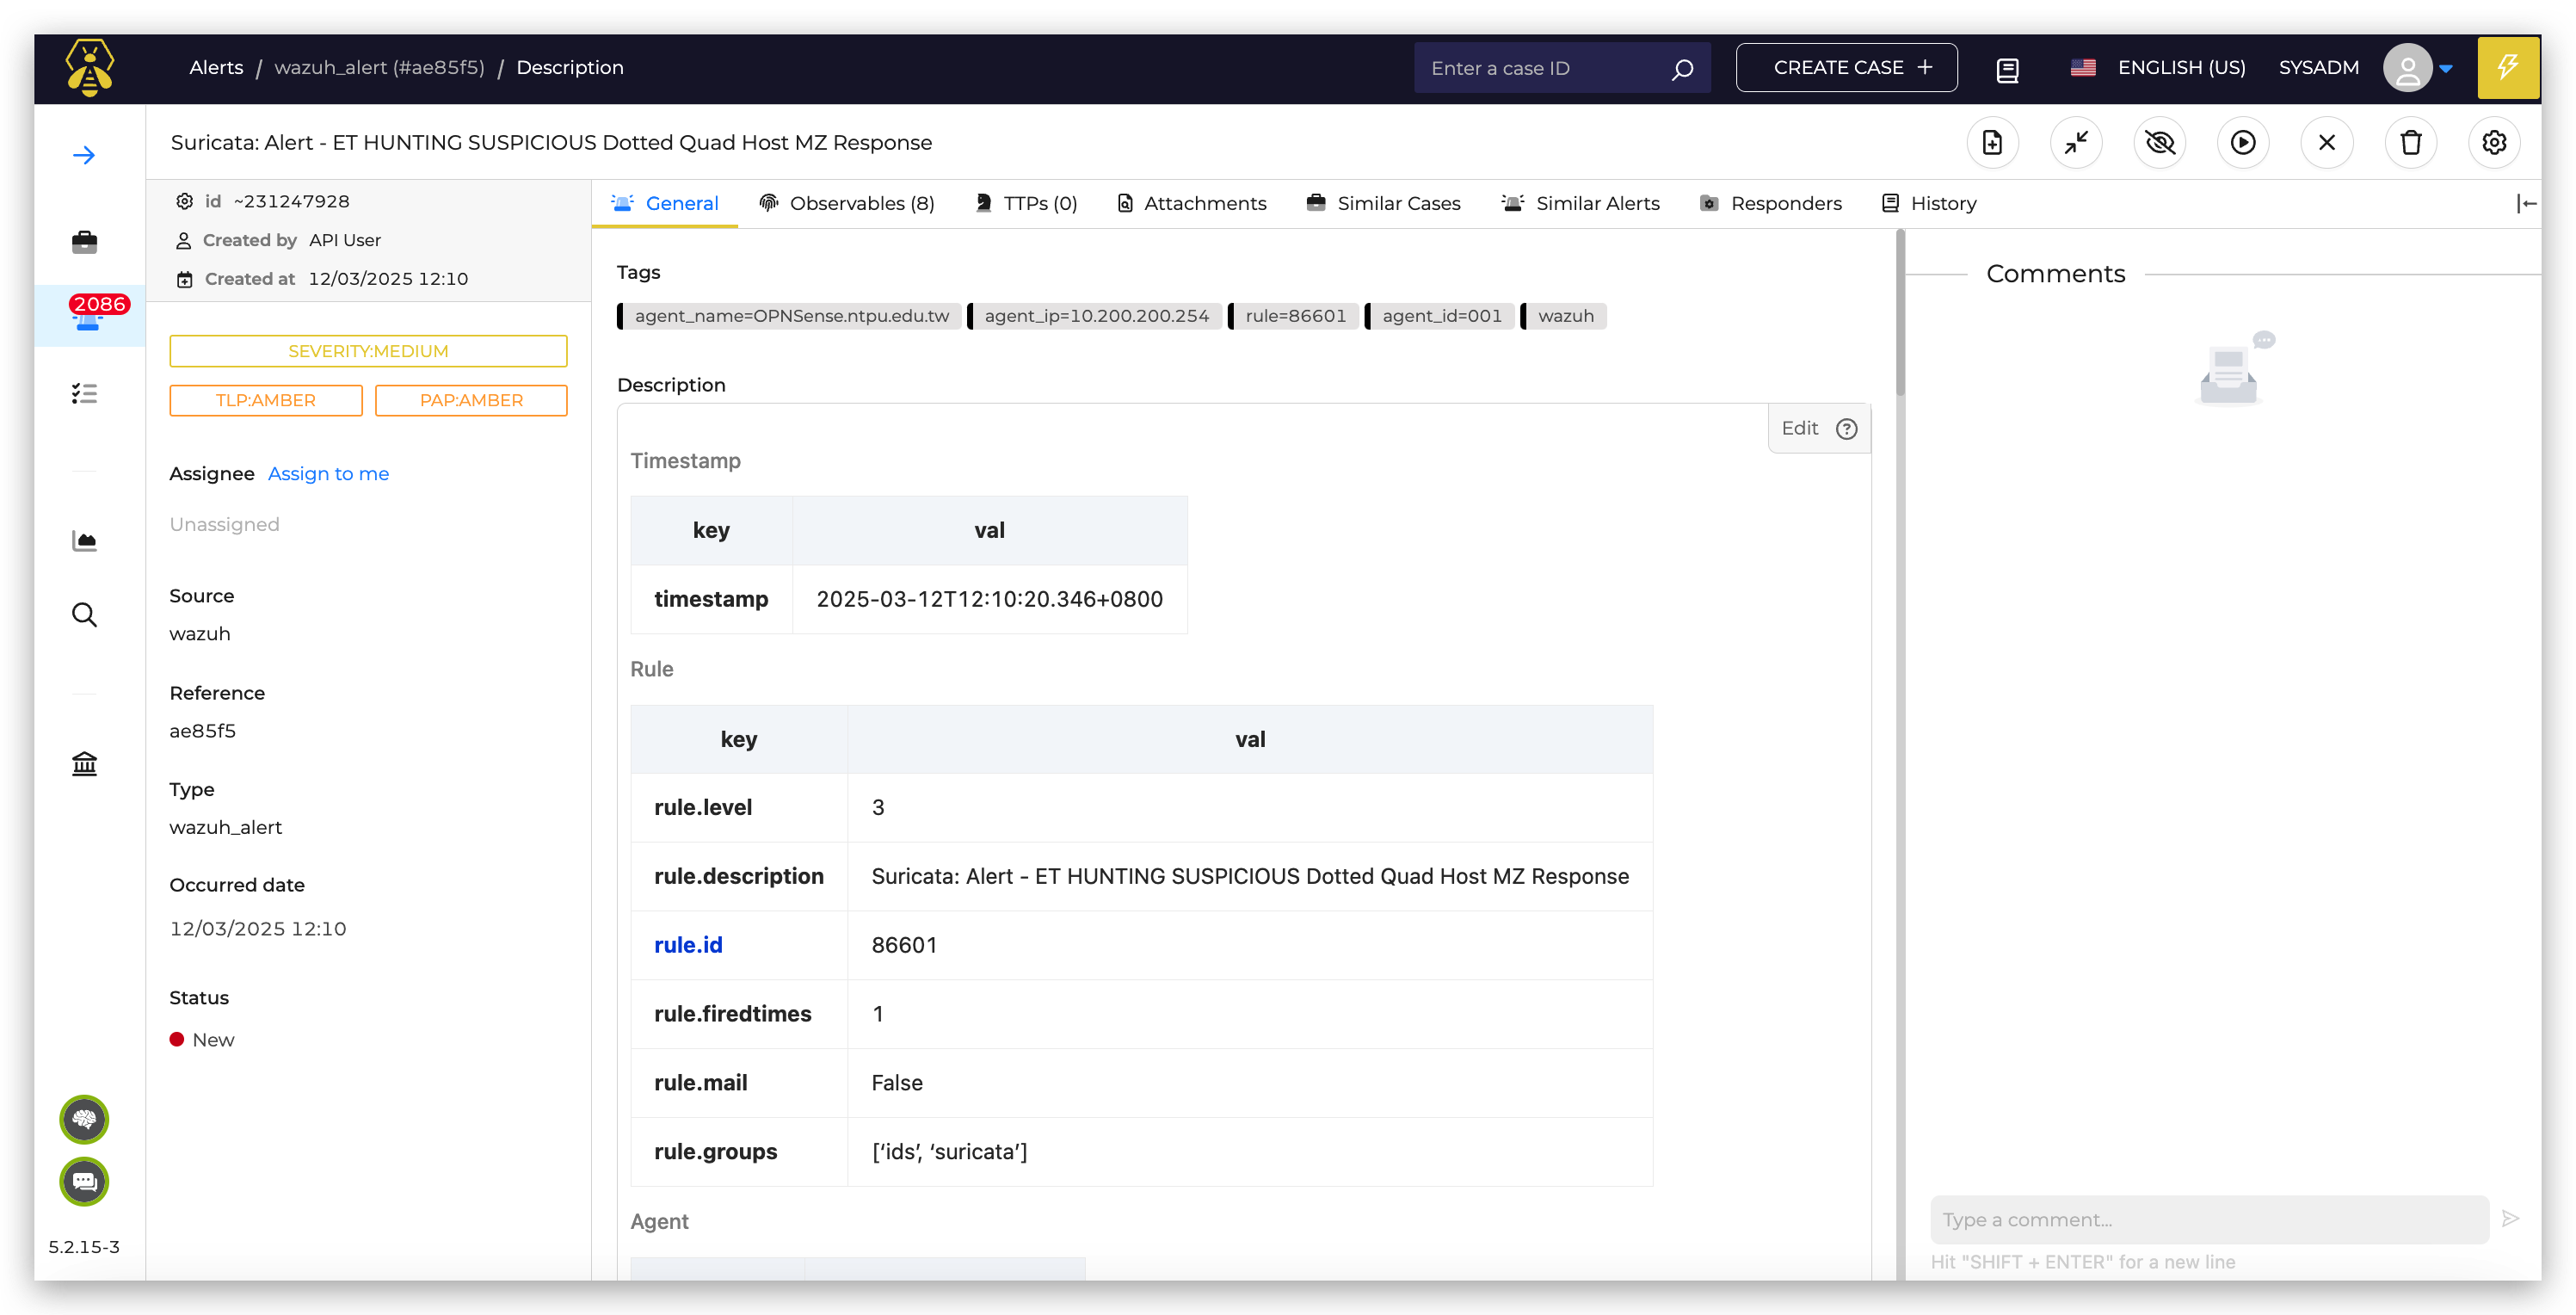 Alerts / wazuh_alert (#ae85f5) / Description
Enter a case ID
CREATE CASE +
ENGLISH (US)
SYSADM
Suricata: Alert - ET HUNTING SUSPICIOUS Dotted Quad Host MZ Response
id ~231247928
Created by API User
Created at 12/03/2025 12:10
2086
SEVERITY:MEDIUM
TLP:AMBER
PAP:AMBER
Assignee Assign to me
Unassigned
Source
wazuh
Reference
ae85f5
Type
wazuh_alert
Occurred date
12/03/2025 12:10
Status
New
5.2.15-3
General
Observables (8)
TTPs (0)
Attachments
Similar Cases
Similar Alerts
Responders
History
Tags
agent_name=OPNSense.ntpu.edu.tw
agent_ip=10.200.200.254
rule=86601
agent_id=001
wazuh
Description
Edit
Timestamp
key val
timestamp 2025-03-12T12:10:20.346+0800
Rule
key val
rule.level 3
rule.description Suricata: Alert - ET HUNTING SUSPICIOUS Dotted Quad Host MZ Response
rule.id 86601
rule.firedtimes 1
rule.mail False
rule.groups [‘ids’, ‘suricata’]
Agent
Comments
Type a comment...
Hit "SHIFT + ENTER" for a new line